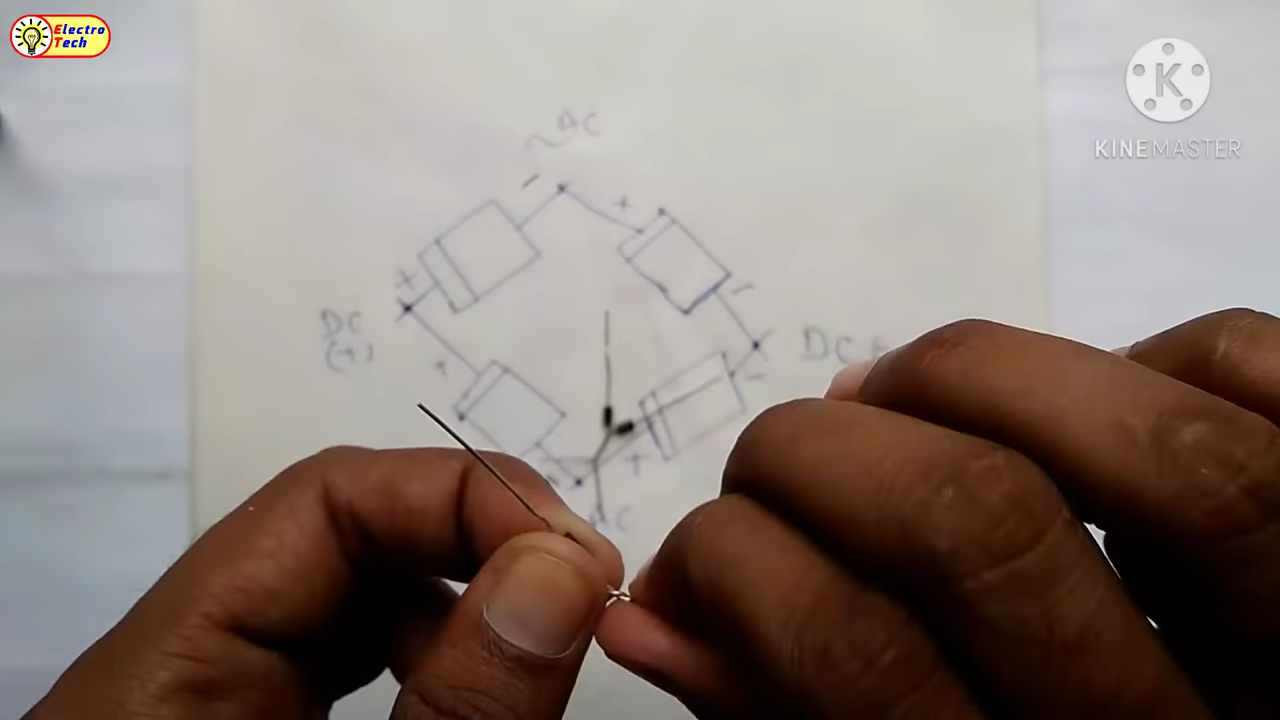 Electro
Tech
K
KINEMASTER
~ AC
-
+
+
-
DC
(+)
+
DC
-
+
AC